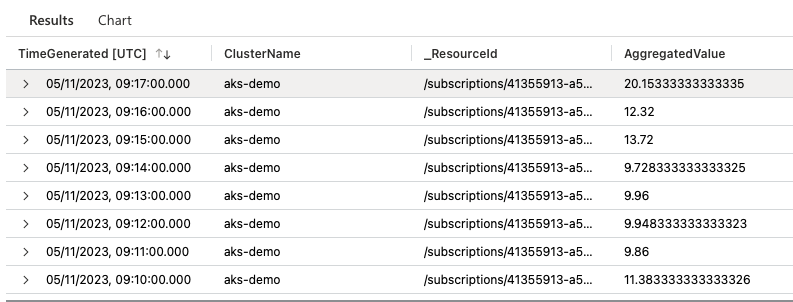 Results Chart
TimeGenerated [UTC] ↑↓ ClusterName _ResourceId AggregatedValue
05/11/2023, 09:17:00.000 aks-demo /subscriptions/41355913-a5... 20.15333333333335
05/11/2023, 09:16:00.000 aks-demo /subscriptions/41355913-a5... 12.32
05/11/2023, 09:15:00.000 aks-demo /subscriptions/41355913-a5... 13.72
05/11/2023, 09:14:00.000 aks-demo /subscriptions/41355913-a5... 9.728333333333325
05/11/2023, 09:13:00.000 aks-demo /subscriptions/41355913-a5... 9.96
05/11/2023, 09:12:00.000 aks-demo /subscriptions/41355913-a5... 9.948333333333323
05/11/2023, 09:11:00.000 aks-demo /subscriptions/41355913-a5... 9.86
05/11/2023, 09:10:00.000 aks-demo /subscriptions/41355913-a5... 11.383333333333326